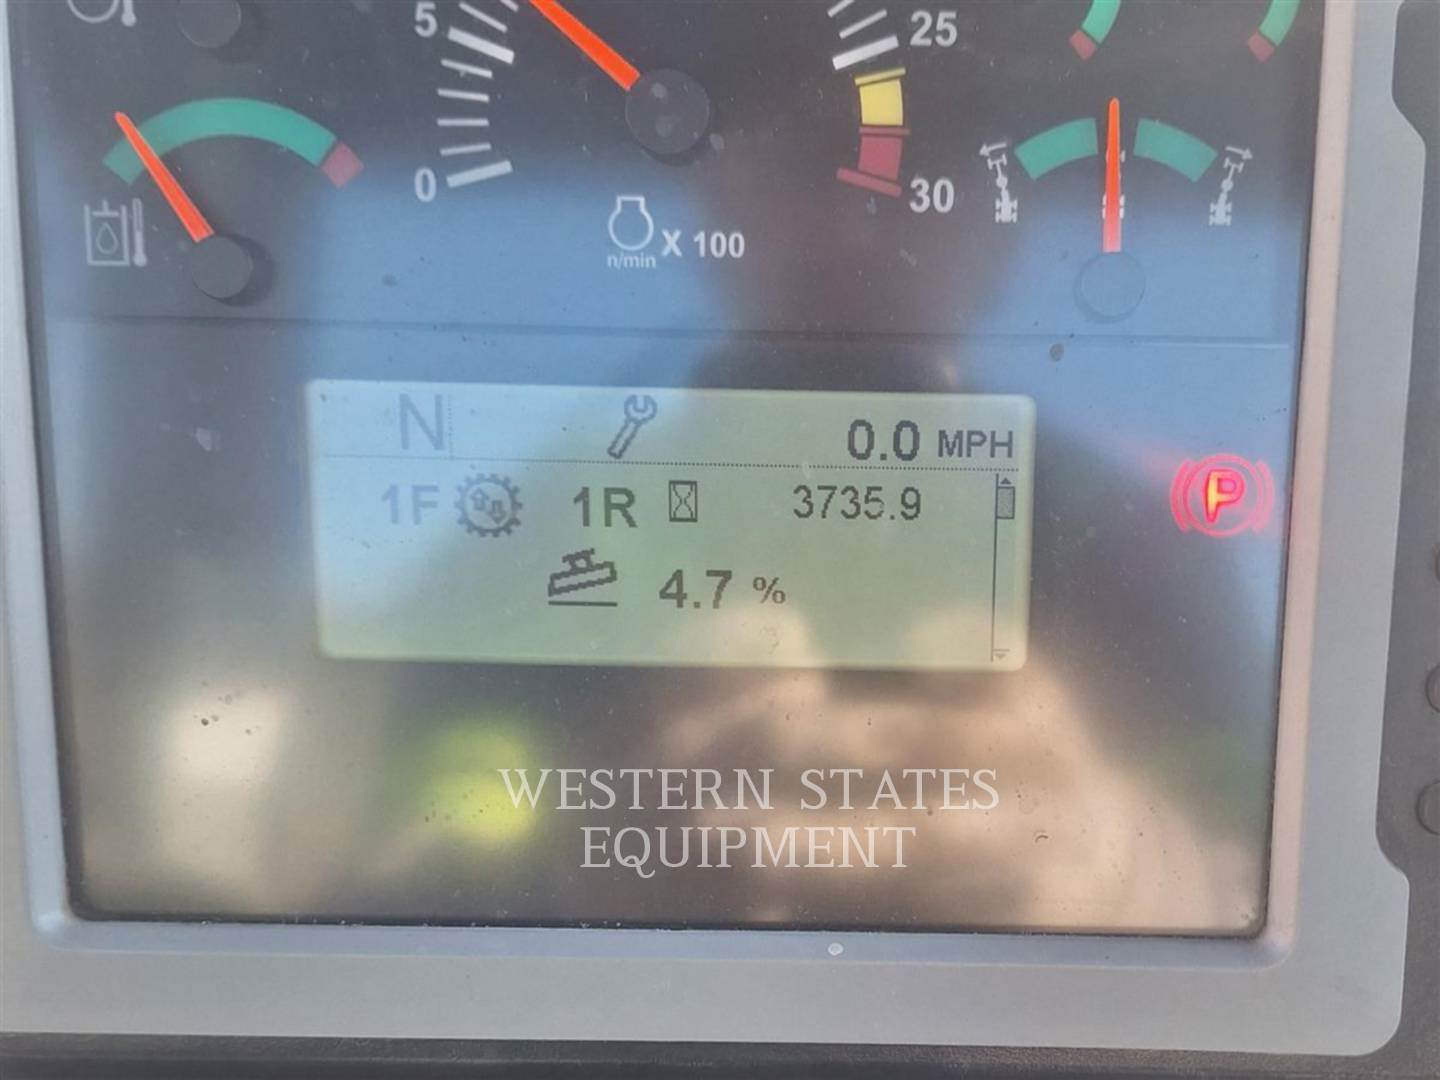 5
25
0
30
X 100
n/min
N
0.0 MPH
1F 1R 3735.9
P
4.7 %
WESTERN STATES
EQUIPMENT